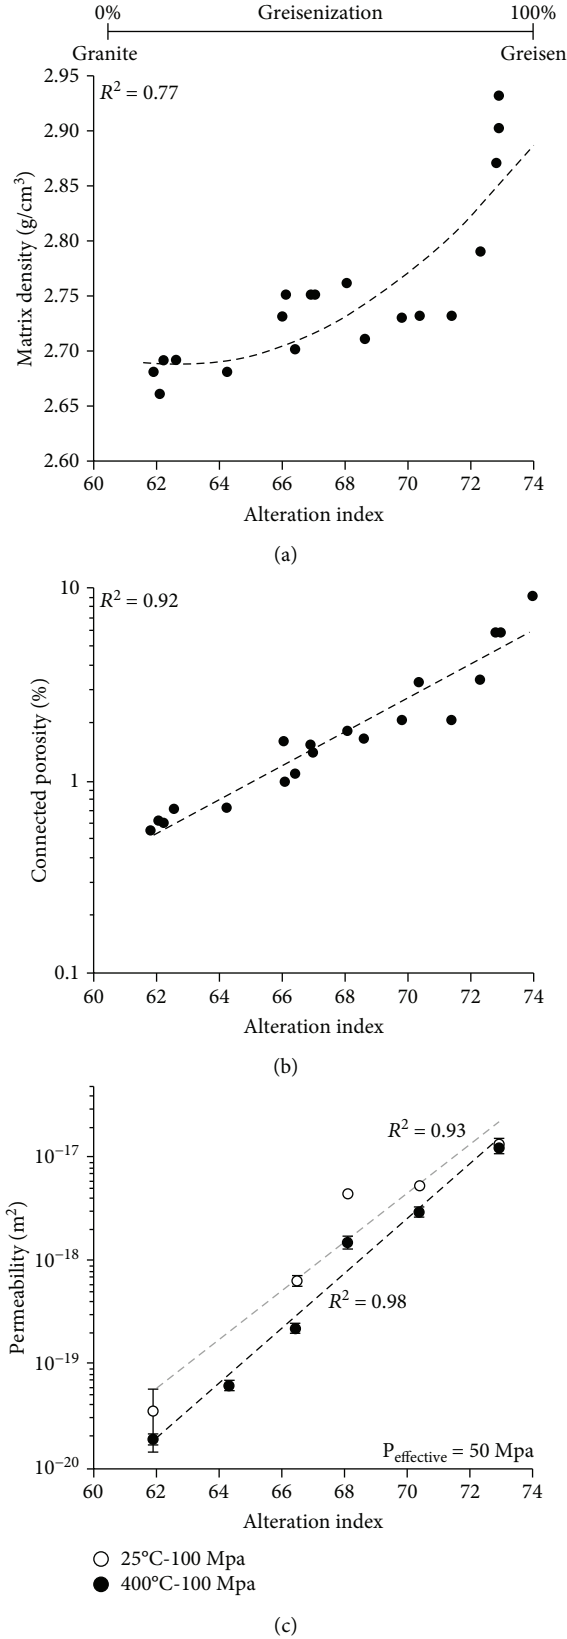 0% Greisenization 100%
Granite Greisen
R² = 0.77
2.95
2.90
2.85
2.80
2.75
2.70
2.65
2.60
Matrix density (g/cm³)
60 62 64 66 68 70 72 74
Alteration index
(a)
R² = 0.92
10
1
0.1
Connected porosity (%)
60 62 64 66 68 70 72 74
Alteration index
(b)
R² = 0.93
10⁻¹⁷
10⁻¹⁸
10⁻¹⁹
10⁻²⁰
Permeability (m²)
R² = 0.98
Peffective = 50 Mpa
60 62 64 66 68 70 72 74
Alteration index
25°C-100 Mpa
400°C-100 Mpa
(c)